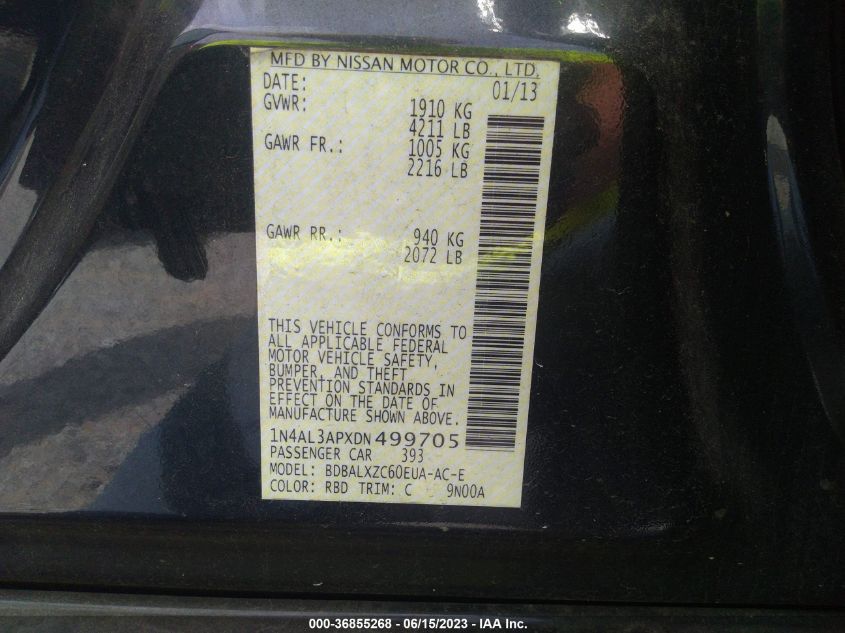 MFD BY NISSAN MOTOR CO., LTD.
DATE: 01/13
GVWR: 1910 KG
4211 LB
GAWR FR.: 1005 KG
2216 LB
GAWR RR.: 940 KG
2072 LB
THIS VEHICLE CONFORMS TO
ALL APPLICABLE FEDERAL
MOTOR VEHICLE SAFETY,
BUMPER, AND THEFT
PREVENTION STANDARDS IN
EFFECT ON THE DATE OF
MANUFACTURE SHOWN ABOVE.
1N4AL3APXDN499705
PASSENGER CAR 393
MODEL: BDBALXZC60EUA-AC-E
COLOR: RBD TRIM: C 9N00A
000-36855268 - 06/15/2023 - IAA Inc.